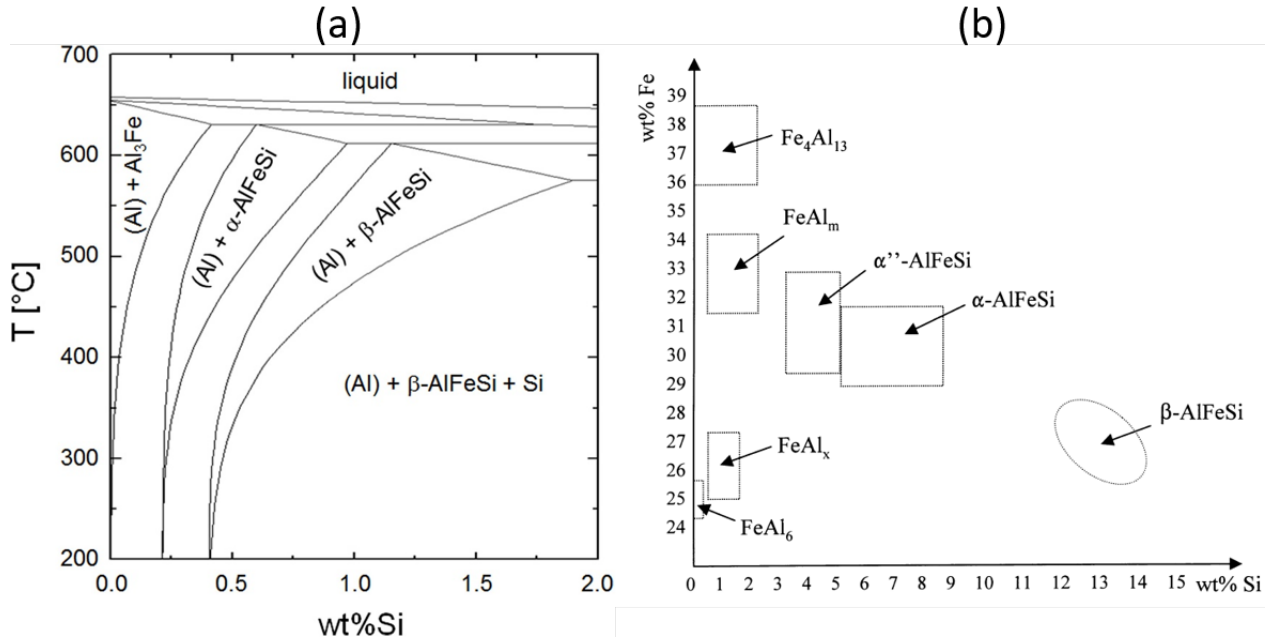 (a)
700
600
500
400
300
200
T [°C]
0.0
0.5
1.0
1.5
2.0
wt%Si
liquid
(Al) + Al₃Fe
(Al) + α-AlFeSi
(Al) + β-AlFeSi
(Al) + β-AlFeSi + Si
(b)
wt% Fe
39
38
37
36
35
34
33
32
31
30
29
28
27
26
25
24
Fe₄Al₁₃
FeAlₘ
α’’-AlFeSi
α-AlFeSi
β-AlFeSi
FeAlₓ
FeAl₆
0 1 2 3 4 5 6 7 8 9 10 11 12 13 14 15 wt% Si